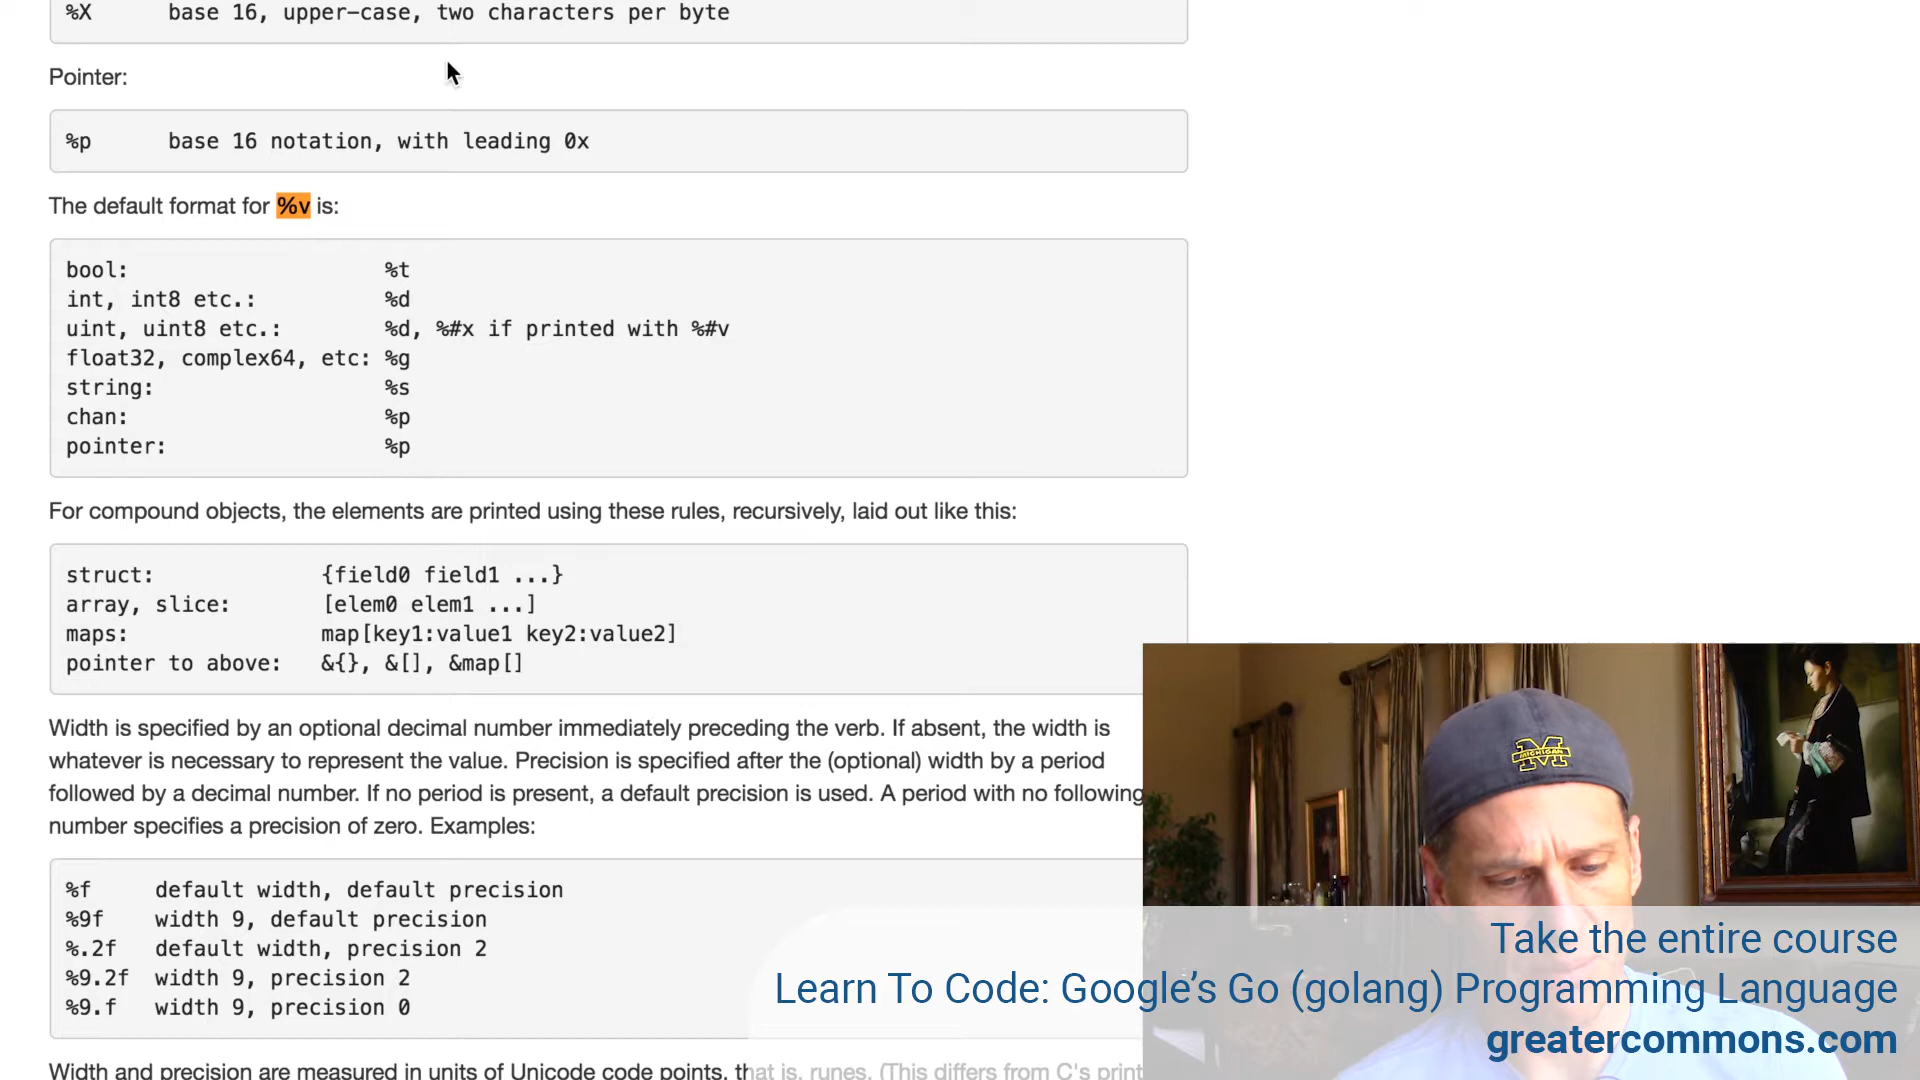 %X      base 16, upper-case, two characters per byte
Pointer:
%p      base 16 notation, with leading 0x
The default format for %v is:
bool:                    %t
int, int8 etc.:          %d
uint, uint8 etc.:        %d, %#x if printed with %#v
float32, complex64, etc: %g
string:                  %s
chan:                    %p
pointer:                 %p
For compound objects, the elements are printed using these rules, recursively, laid out like this:
struct:             {field0 field1 ...}
array, slice:       [elem0 elem1 ...]
maps:               map[key1:value1 key2:value2]
pointer to above:   &{}, &[], &map[]
Width is specified by an optional decimal number immediately preceding the verb. If absent, the width is
whatever is necessary to represent the value. Precision is specified after the (optional) width by a period
followed by a decimal number. If no period is present, a default precision is used. A period with no following
number specifies a precision of zero. Examples:
%f     default width, default precision
%9f    width 9, default precision
%.2f   default width, precision 2
%9.2f  width 9, precision 2
%9.f   width 9, precision 0
Width and precision are measured in units of Unicode code points, that is, runes. (This differs from C's print
M
MICHIGAN
Take the entire course
Learn To Code: Google’s Go (golang) Programming Language
greatercommons.com